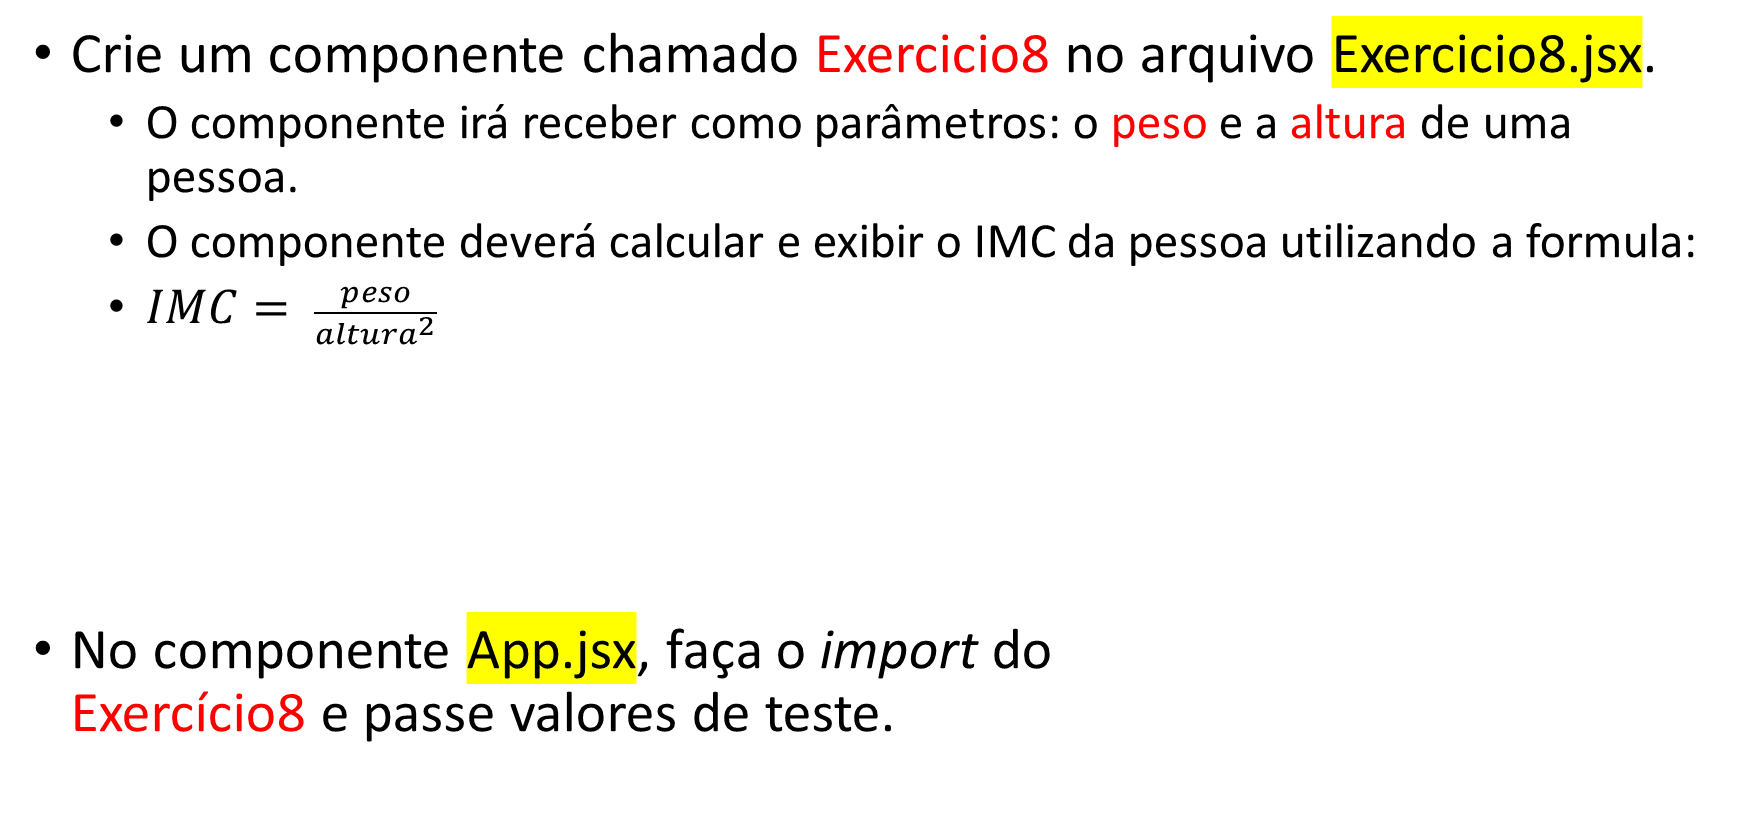 • Crie um componente chamado Exercicio8 no arquivo Exercicio8.jsx.
• O componente irá receber como parâmetros: o peso e a altura de uma
pessoa.
• O componente deverá calcular e exibir o IMC da pessoa utilizando a formula:
• IMC = peso / altura²
• No componente App.jsx, faça o import do
Exercício8 e passe valores de teste.